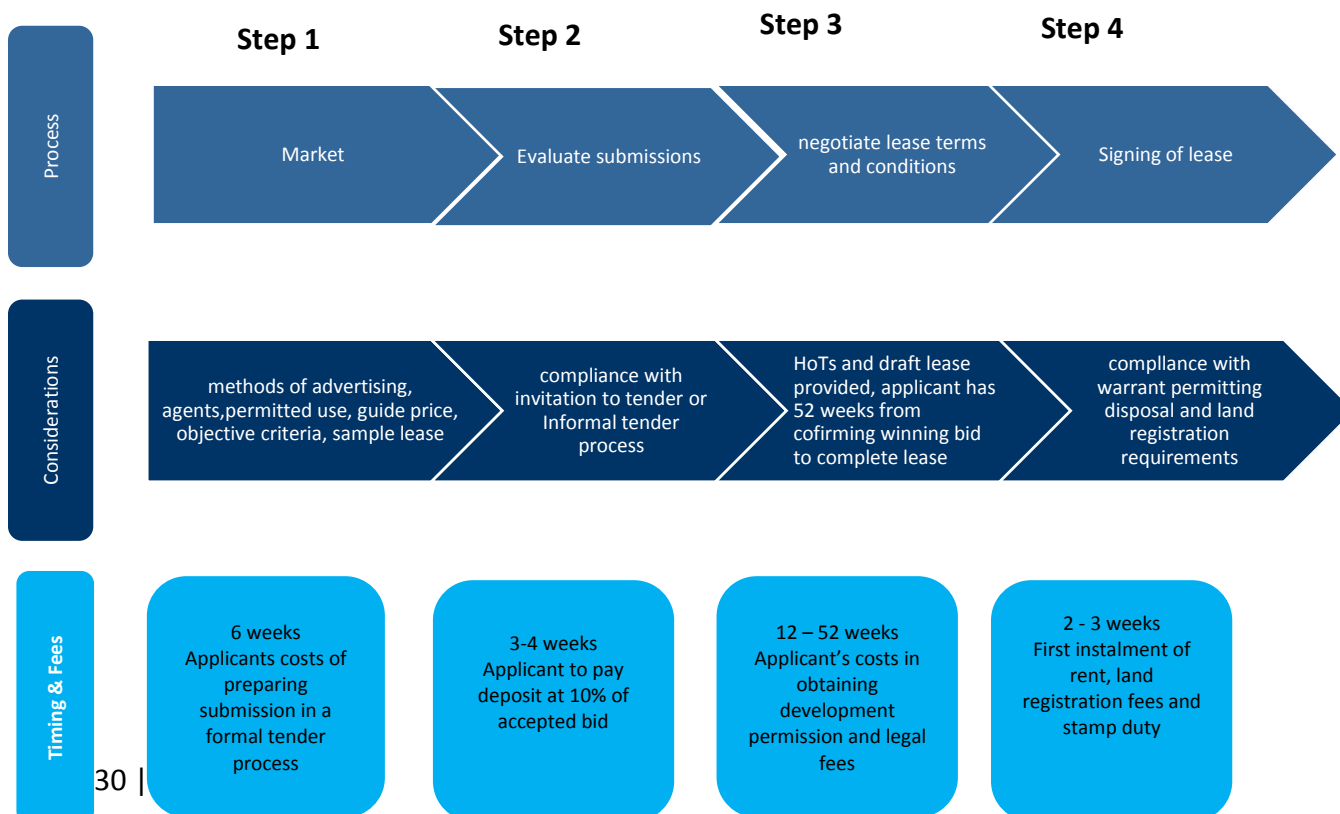 Step 1
Step 2
Step 3
Step 4
Process
Market
Evaluate submissions
negotiate lease terms
and conditions
Signing of lease
Considerations
methods of advertising,
agents,permitted use, guide price,
objective criteria, sample lease
compliance with
invitation to tender or
Informal tender
process
HoTs and draft lease
provided, applicant has
52 weeks from
cofirming winning bid
to complete lease
compllance with
warrant permitting
disposal and land
registration
requirements
Timing & Fees
6 weeks
Applicants costs of
preparing
submission in a
formal tender
process
3-4 weeks
Applicant to pay
deposit at 10% of
accepted bid
12 – 52 weeks
Applicant’s costs in
obtaining
development
permission and legal
fees
2 - 3 weeks
First instalment of
rent, land
registration fees and
stamp duty
30 |